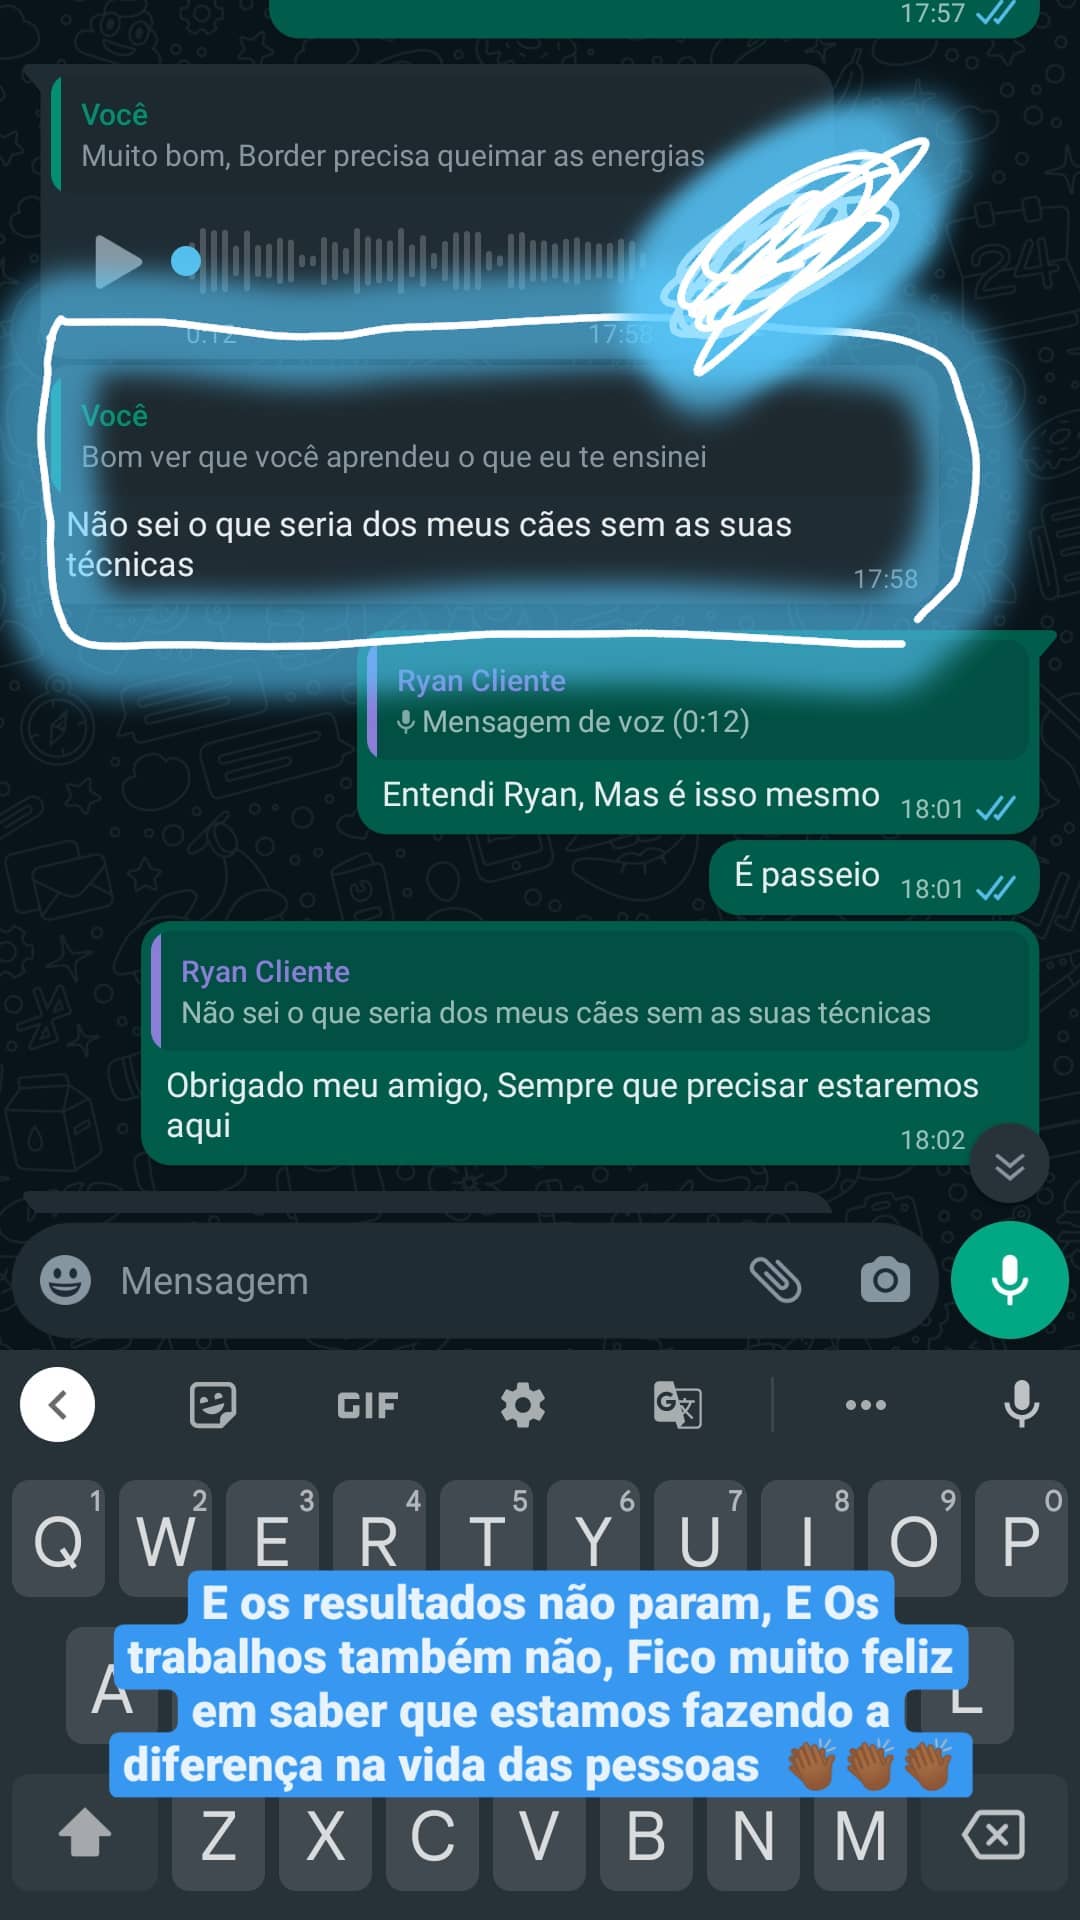 17:57
Você
Muito bom, Border precisa queimar as energias
0:12
17:58
Você
Bom ver que você aprendeu o que eu te ensinei
Não sei o que seria dos meus cães sem as suas
técnicas
17:58
Ryan Cliente
Mensagem de voz (0:12)
Entendi Ryan, Mas é isso mesmo
18:01
É passeio
18:01
Ryan Cliente
Não sei o que seria dos meus cães sem as suas técnicas
Obrigado meu amigo, Sempre que precisar estaremos
aqui
18:02
Mensagem
GIF
1 2 3 4 5 6 7 8 9 0
Q W E R T Y U I O P
E os resultados não param, E Os
trabalhos também não, Fico muito feliz
em saber que estamos fazendo a
diferença na vida das pessoas 👏🏾👏🏾👏🏾
A L
Z X C V B N M